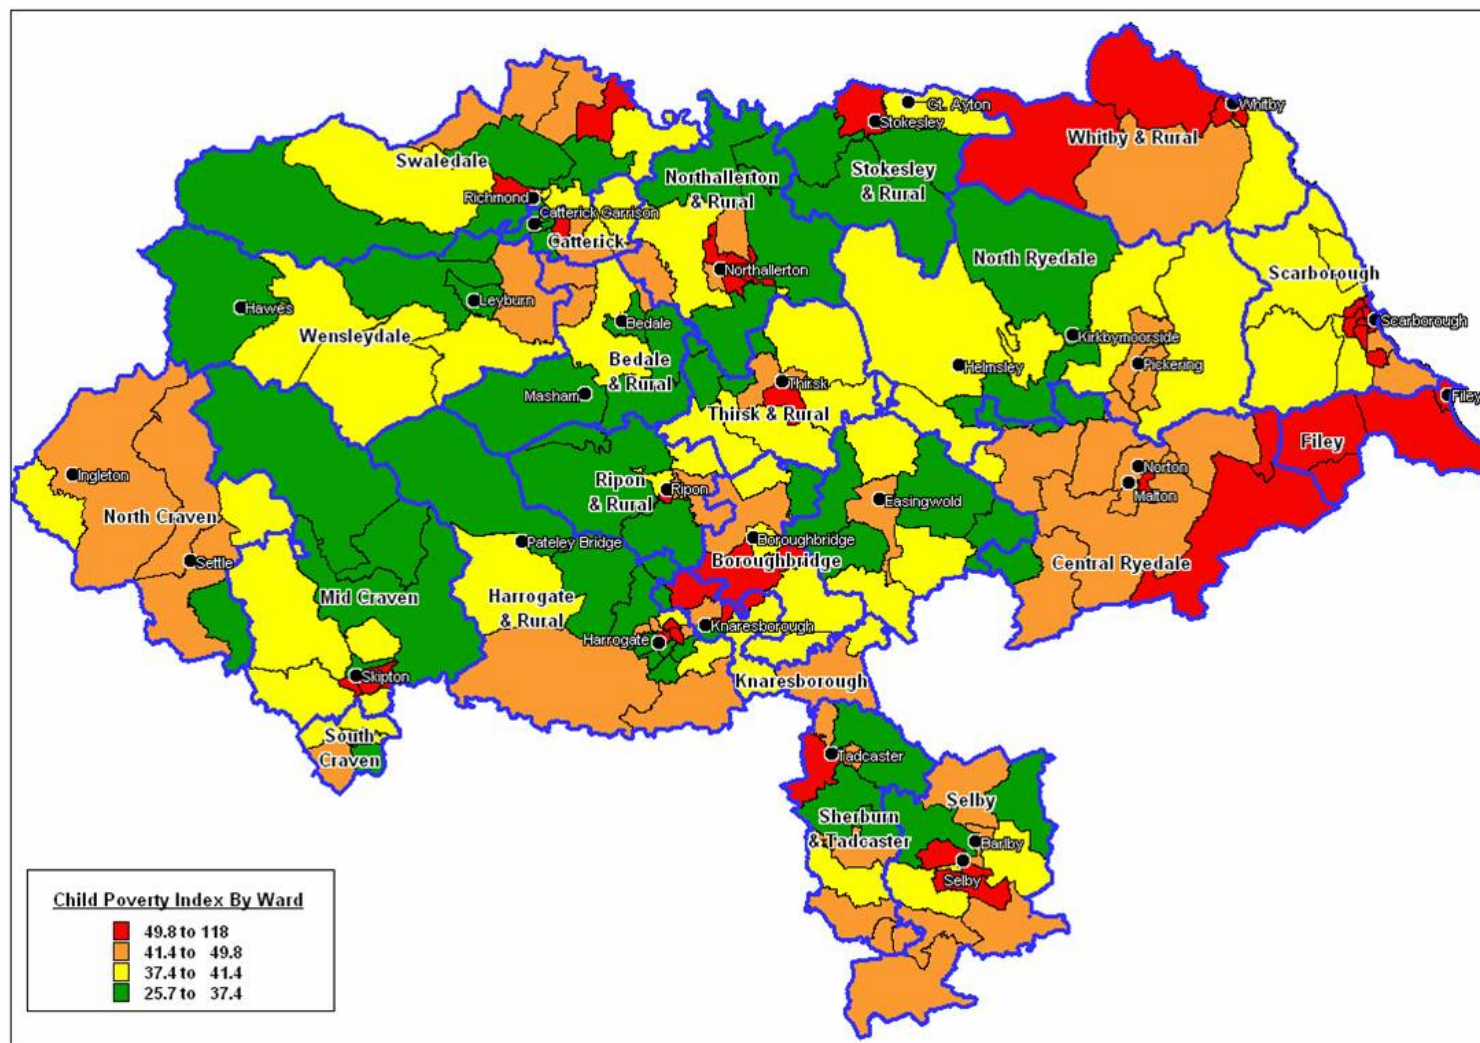 Gt. Ayton
Whitby
Stokesley
Whitby & Rural
Swaledale
Northallerton
& Rural
Stokesley
& Rural
Richmond
Catterick Garrison
Catterick
Northallerton
North Ryedale
Scarborough
Hawes
Leyburn
Bedale
Scarborough
Wensleydale
Kirkbymoorside
Bedale
& Rural
Helmsley
Pickering
Masham
Thirsk
Filey
Thirsk & Rural
Filey
Ingleton
Ripon
& Rural
Ripon
Norton
Malton
North Craven
Easingwold
Settle
Pateley Bridge
Boroughbridge
Boroughbridge
Central Ryedale
Mid Craven
Harrogate
& Rural
Knaresborough
Harrogate
Skipton
Knaresborough
South
Craven
Tadcaster
Selby
Sherburn
& Tadcaster
Barlby
Selby
Child Poverty Index By Ward
49.8 to 118
41.4 to 49.8
37.4 to 41.4
25.7 to 37.4